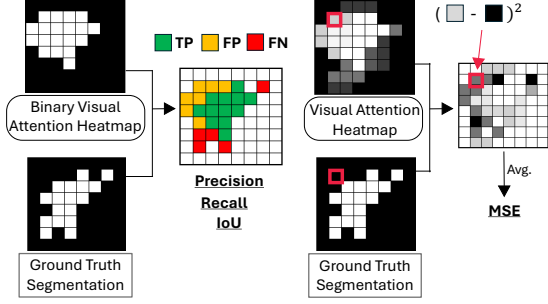 TP FP FN
Binary Visual
Attention Heatmap
Precision
Recall
IoU
Ground Truth
Segmentation
( - )²
Visual Attention
Heatmap
Avg.
MSE
Ground Truth
Segmentation